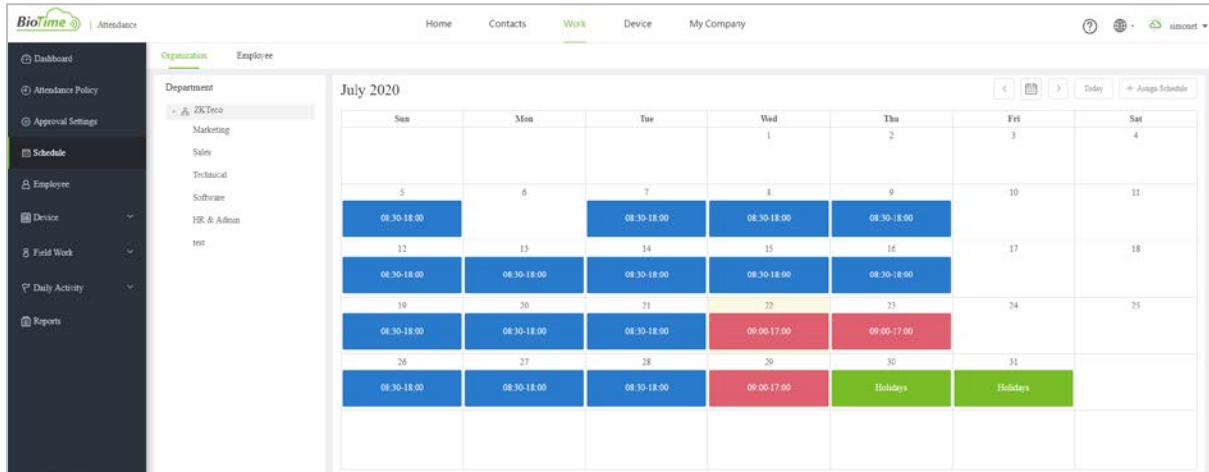 BioTime | Attendance
Home Contacts Work Device My Company
simonet
Dashboard
Attendance Policy
Approval Settings
Schedule
Employee
Device
Field Work
Daily Activity
Reports
Organization Employee
Department
ZKTeco
Marketing
Sales
Technical
Software
HR & Admin
test
July 2020
< > Today + Assign Schedule
Sun Mon Tue Wed Thu Fri Sat
1 2 3 4
5 6 7 8 9 10 11
08:30-18:00 08:30-18:00 08:30-18:00 08:30-18:00
12 13 14 15 16 17 18
08:30-18:00 08:30-18:00 08:30-18:00 08:30-18:00 08:30-18:00
19 20 21 22 23 24 25
08:30-18:00 08:30-18:00 08:30-18:00 09:00-17:00 09:00-17:00
26 27 28 29 30 31
08:30-18:00 08:30-18:00 08:30-18:00 09:00-17:00 Holidays Holidays